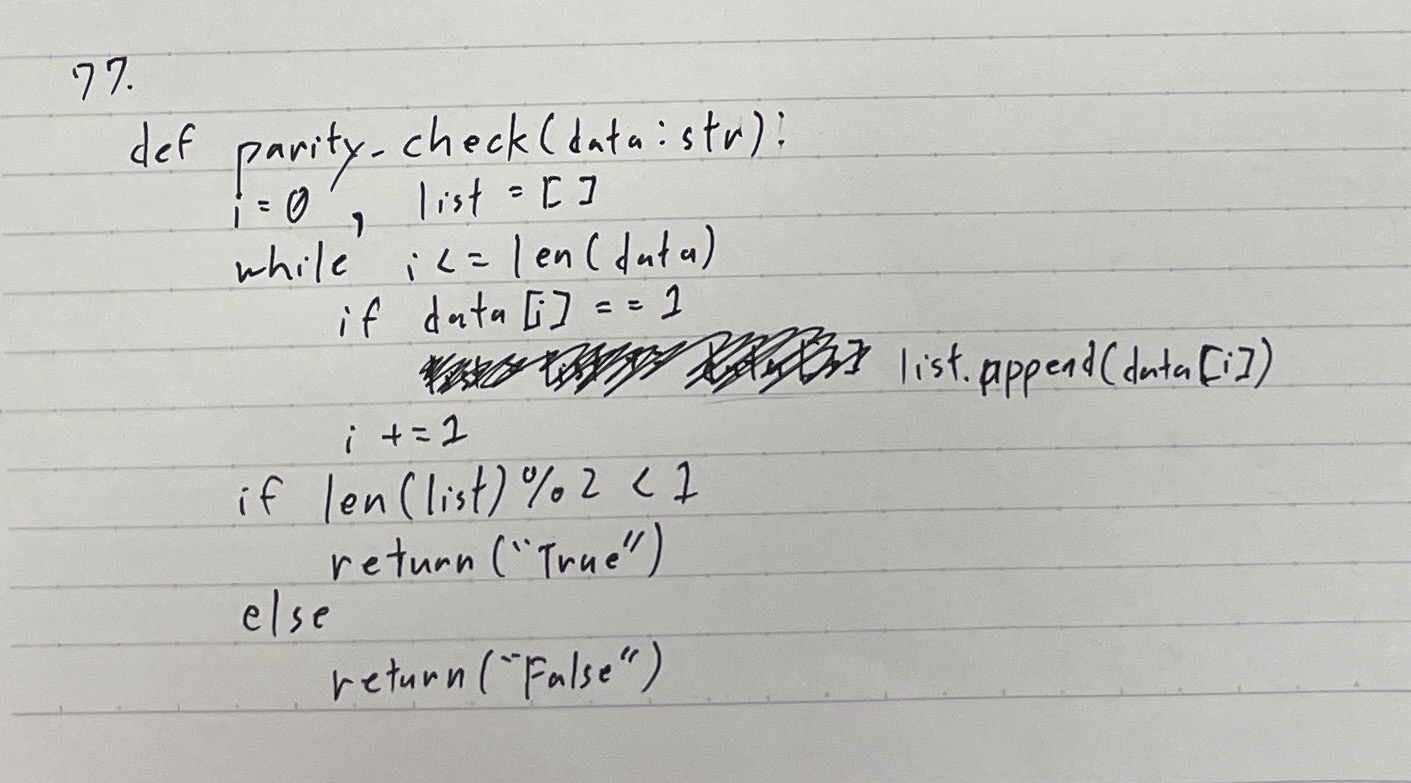 77.
def parity_check(data:str):
i=0 , list = []
while i <= len(data)
if data[i] == 1
list.append(data[i])
i += 1
if len(list) % 2 < 1
return("True")
else
return("False")